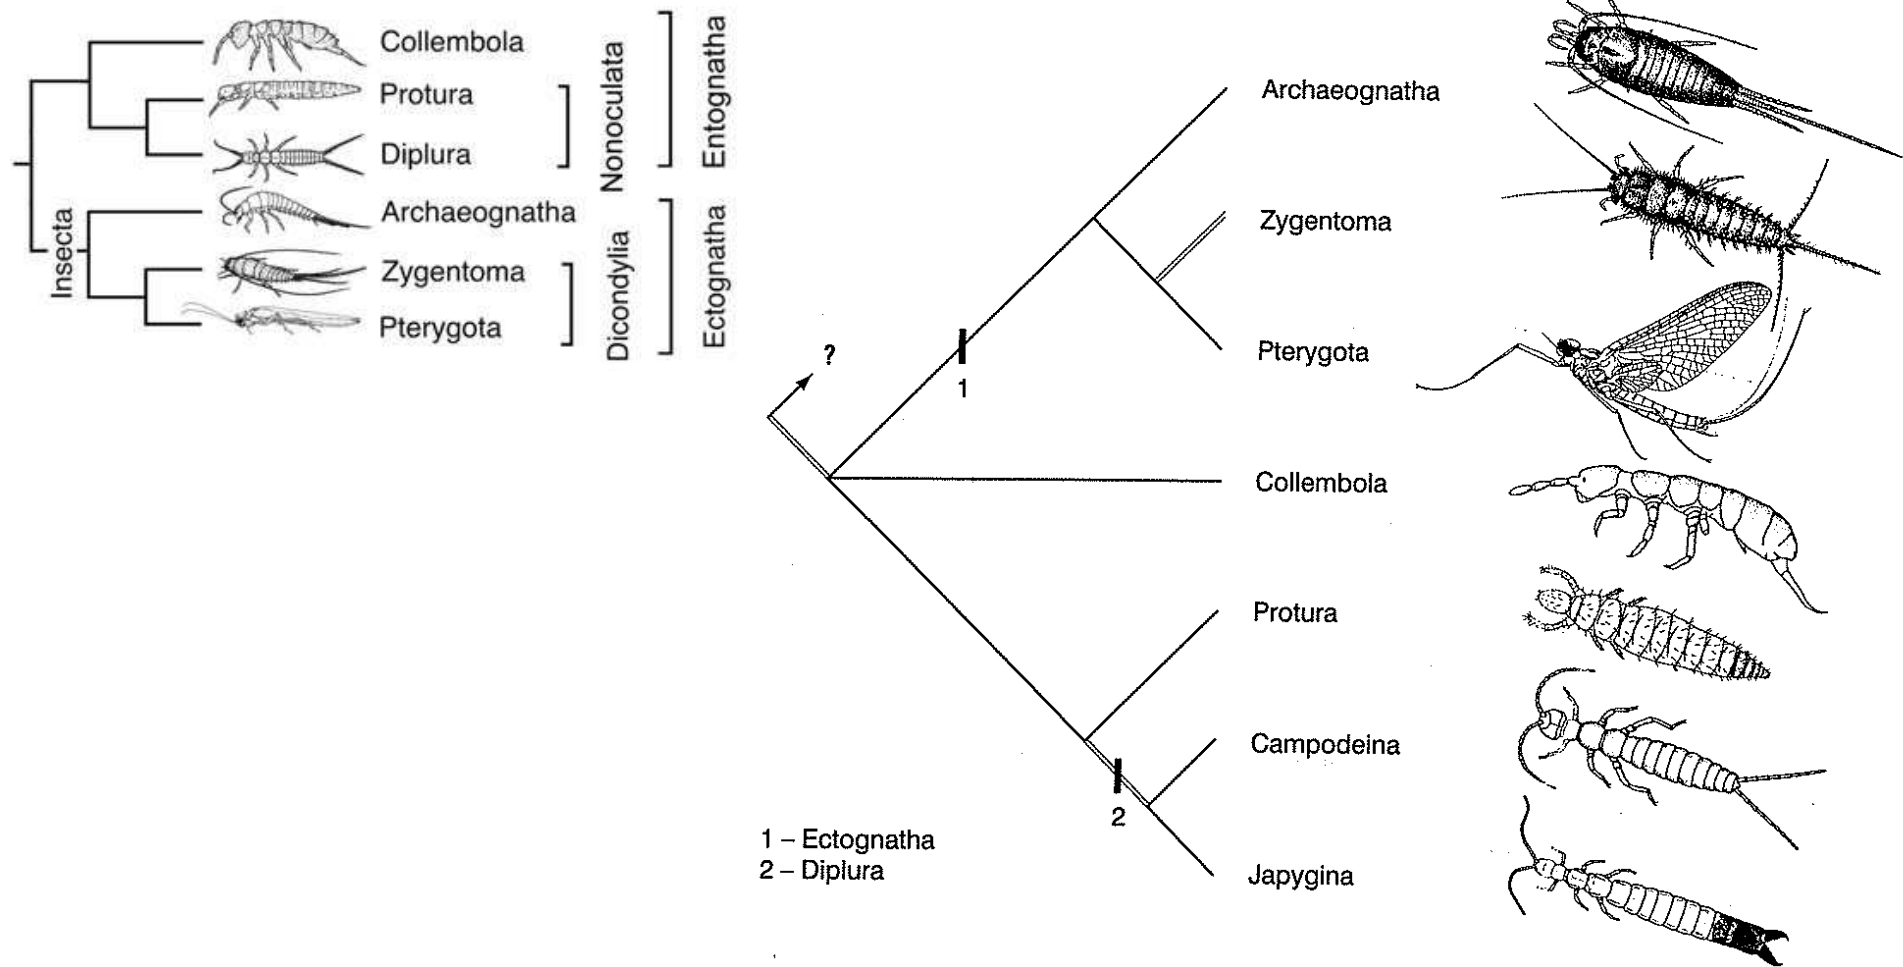 Collembola
Protura
Diplura
Archaeognatha
Zygentoma
Pterygota
Insecta
Nonoculata
Dicondylia
Entognatha
Ectognatha
Archaeognatha
Zygentoma
Pterygota
Collembola
Protura
Campodeina
Japygina
?
1
2
1 – Ectognatha
2 – Diplura